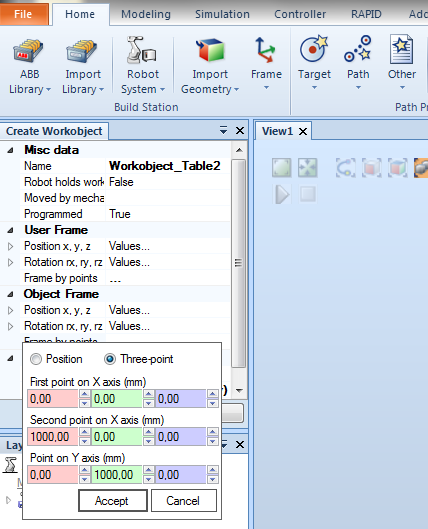 File Home Modeling Simulation Controller RAPID Add
ABB Library Import Library Robot System Import Geometry Frame Target Path Other
Build Station Path Pr
Create Workobject View1
Misc data
Name Workobject_Table2
Robot holds work False
Moved by mecha
Programmed True
User Frame
Position x, y, z Values...
Rotation rx, ry, rz Values...
Frame by points ...
Object Frame
Position x, y, z Values...
Rotation rx, ry, rz Values...
Frame by points
Position Three-point
First point on X axis (mm)
0,00 0,00 0,00
Second point on X axis (mm)
1000,00 0,00 0,00
Point on Y axis (mm)
0,00 1000,00 0,00
Accept Cancel
Lay